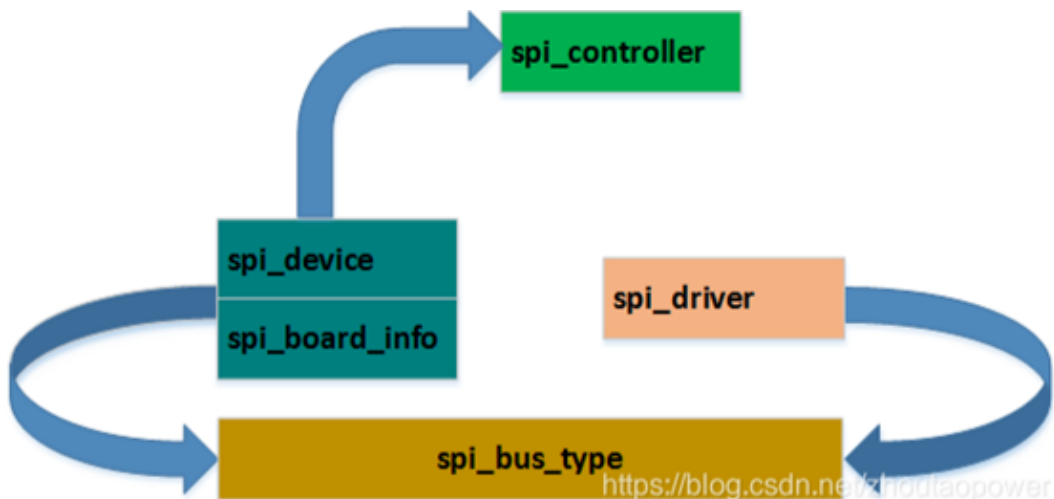 spi_controller
spi_device
spi_driver
spi_board_info
spi_bus_type
https://blog.csdn.net/zhoutaopower